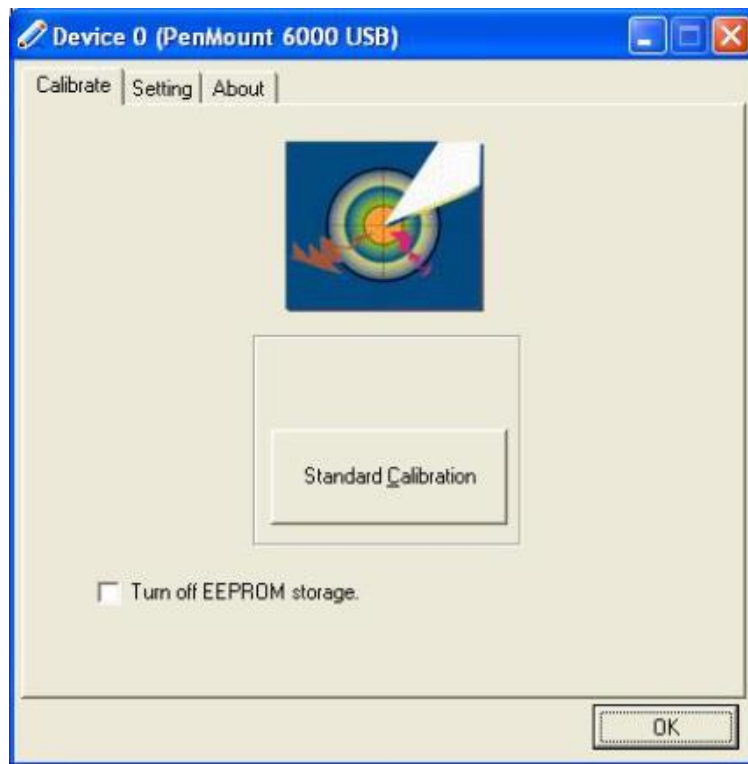 Device 0 (PenMount 6000 USB)
Calibrate Setting About
Standard Calibration
Turn off EEPROM storage.
OK